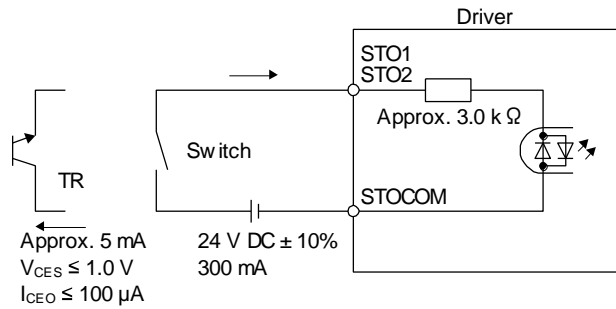 Driver
STO1
STO2
Approx. 3.0 k Ω
Switch
TR
STOCOM
Approx. 5 mA
VCES ≤ 1.0 V
ICEO ≤ 100 μA
24 V DC ± 10%
300 mA